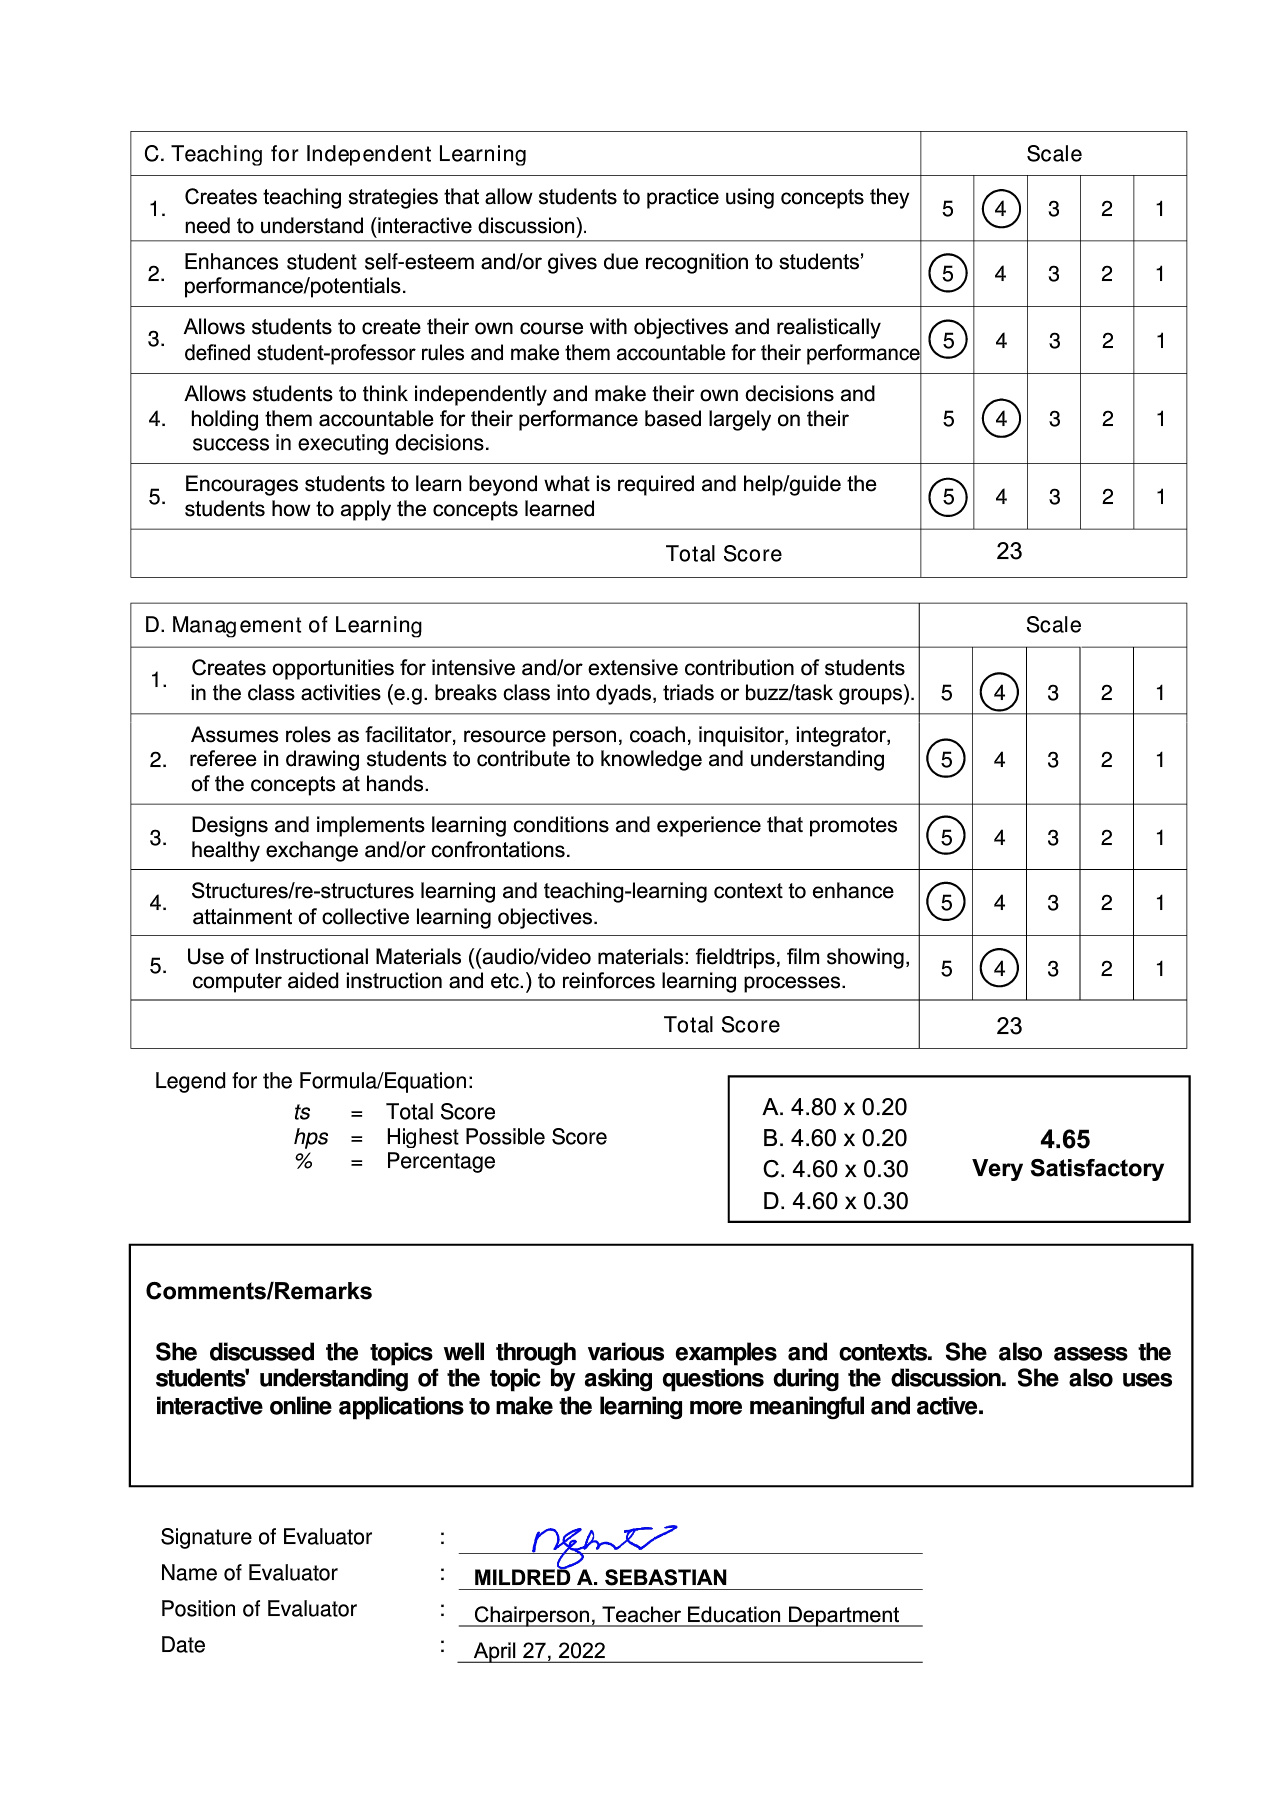 C. Teaching for Independent Learning Scale
1. Creates teaching strategies that allow students to practice using concepts they
need to understand (interactive discussion). 5 4 3 2 1
2. Enhances student self-esteem and/or gives due recognition to students’
performance/potentials. 5 4 3 2 1
3. Allows students to create their own course with objectives and realistically
defined student-professor rules and make them accountable for their performance 5 4 3 2 1
4. Allows students to think independently and make their own decisions and
holding them accountable for their performance based largely on their
success in executing decisions. 5 4 3 2 1
5. Encourages students to learn beyond what is required and help/guide the
students how to apply the concepts learned 5 4 3 2 1
Total Score 23
D. Management of Learning Scale
1. Creates opportunities for intensive and/or extensive contribution of students
in the class activities (e.g. breaks class into dyads, triads or buzz/task groups). 5 4 3 2 1
2. Assumes roles as facilitator, resource person, coach, inquisitor, integrator,
referee in drawing students to contribute to knowledge and understanding
of the concepts at hands. 5 4 3 2 1
3. Designs and implements learning conditions and experience that promotes
healthy exchange and/or confrontations. 5 4 3 2 1
4. Structures/re-structures learning and teaching-learning context to enhance
attainment of collective learning objectives. 5 4 3 2 1
5. Use of Instructional Materials ((audio/video materials: fieldtrips, film showing,
computer aided instruction and etc.) to reinforces learning processes. 5 4 3 2 1
Total Score 23
Legend for the Formula/Equation:
ts = Total Score
hps = Highest Possible Score
% = Percentage
A. 4.80 x 0.20
B. 4.60 x 0.20
C. 4.60 x 0.30
D. 4.60 x 0.30
4.65
Very Satisfactory
Comments/Remarks
She discussed the topics well through various examples and contexts. She also assess the
students' understanding of the topic by asking questions during the discussion. She also uses
interactive online applications to make the learning more meaningful and active.
Signature of Evaluator :
Name of Evaluator : MILDRED A. SEBASTIAN
Position of Evaluator : Chairperson, Teacher Education Department
Date : April 27, 2022